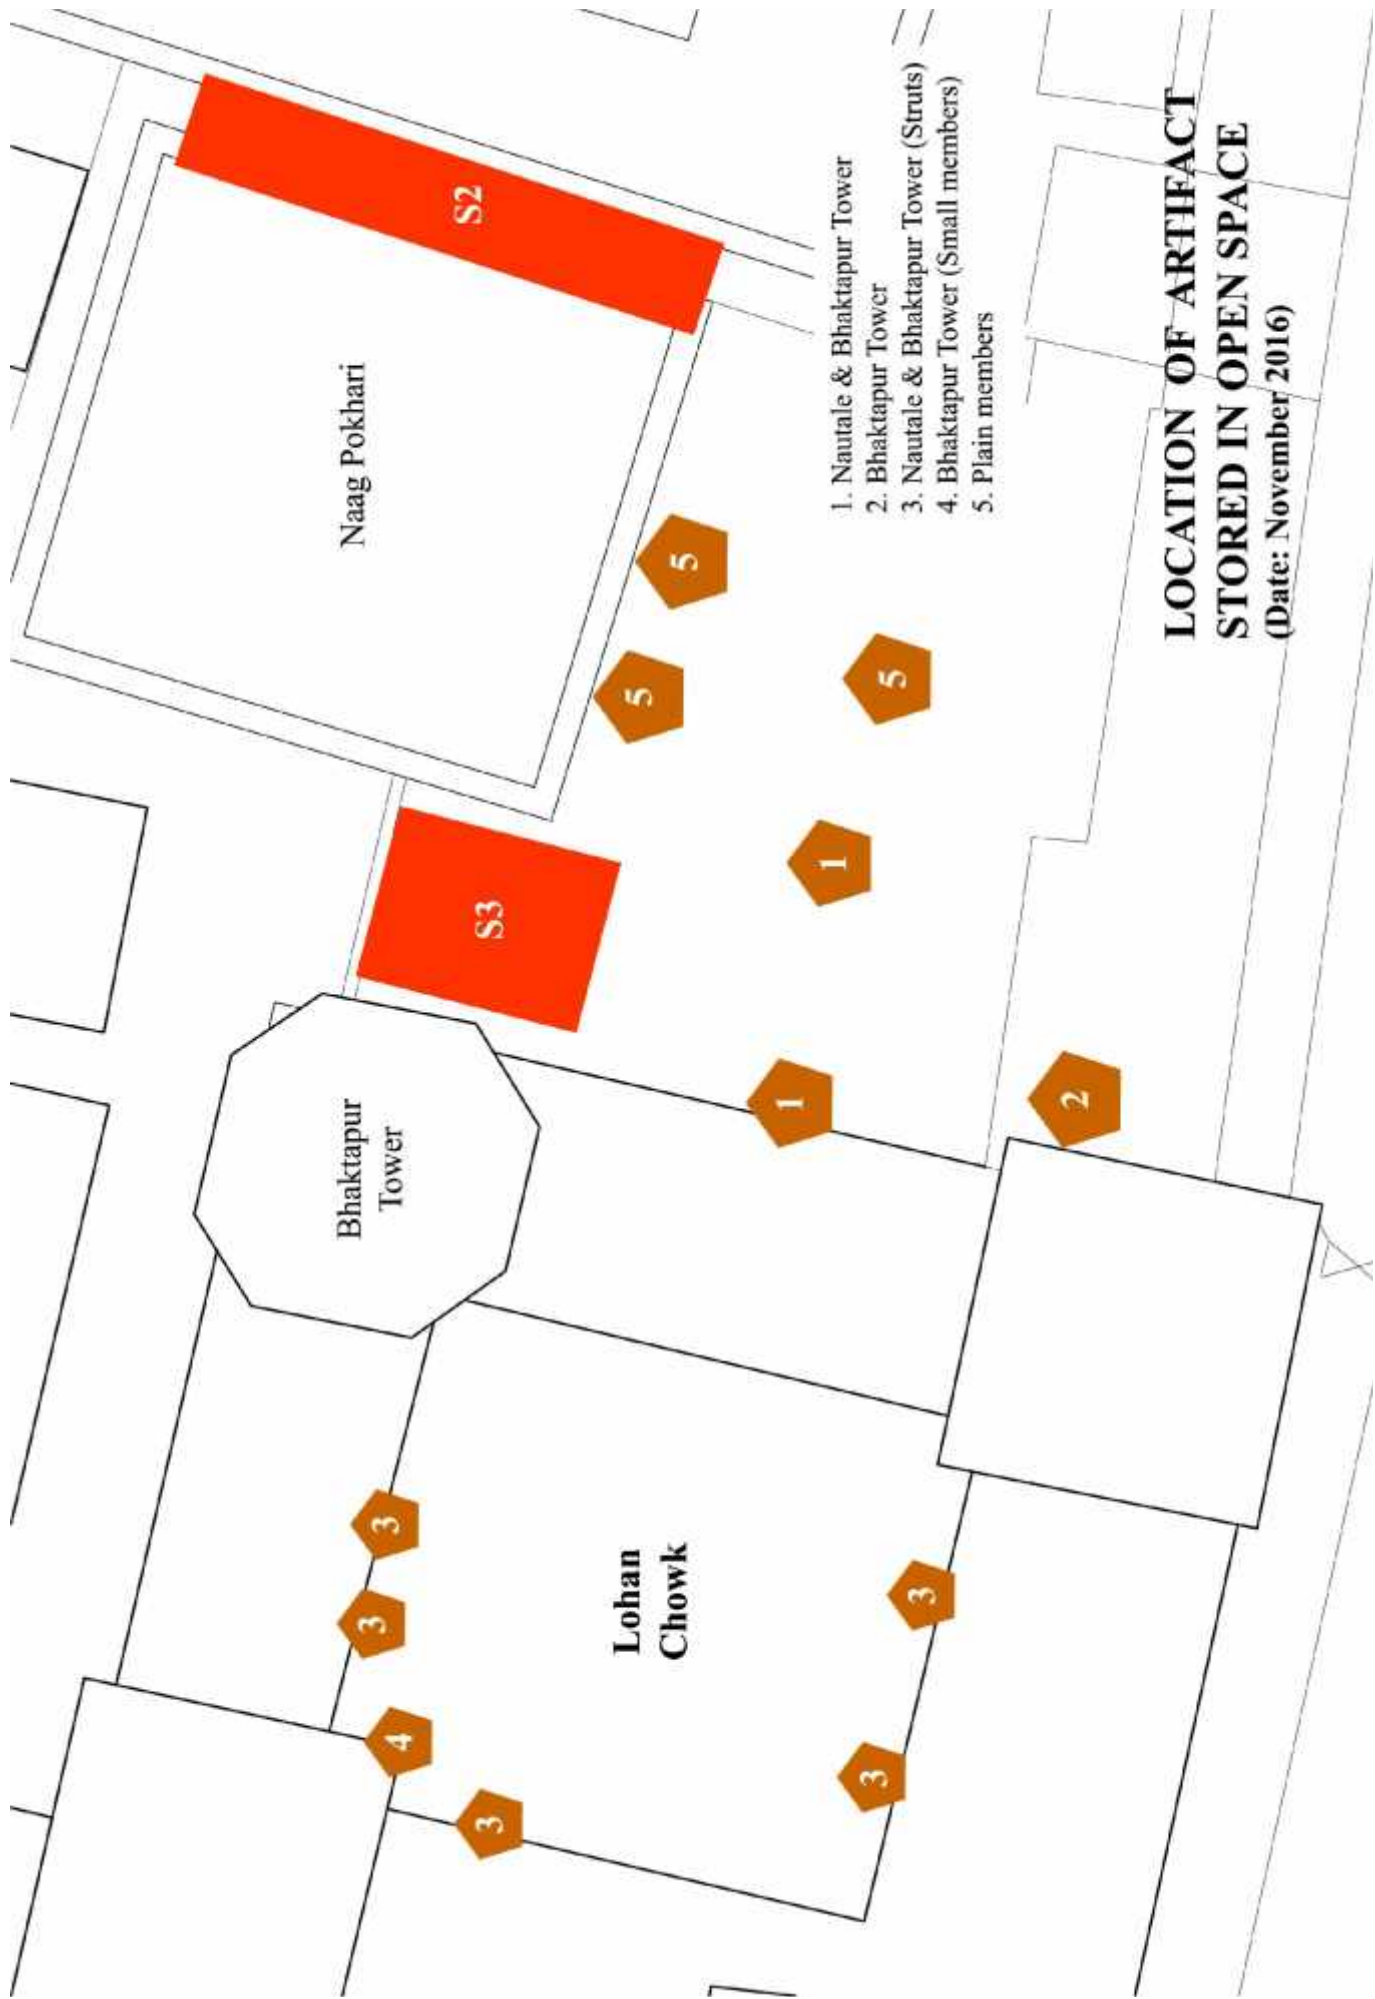 Bhaktapur
Tower
Naag Pokhari
S3
S2
Lohan
Chowk
3
3
4
3
3
3
1
1
2
5
5
5
1. Nautale & Bhaktapur Tower
2. Bhaktapur Tower
3. Nautale & Bhaktapur Tower (Struts)
4. Bhaktapur Tower (Small members)
5. Plain members
LOCATION OF ARTIFACT
STORED IN OPEN SPACE
(Date: November 2016)